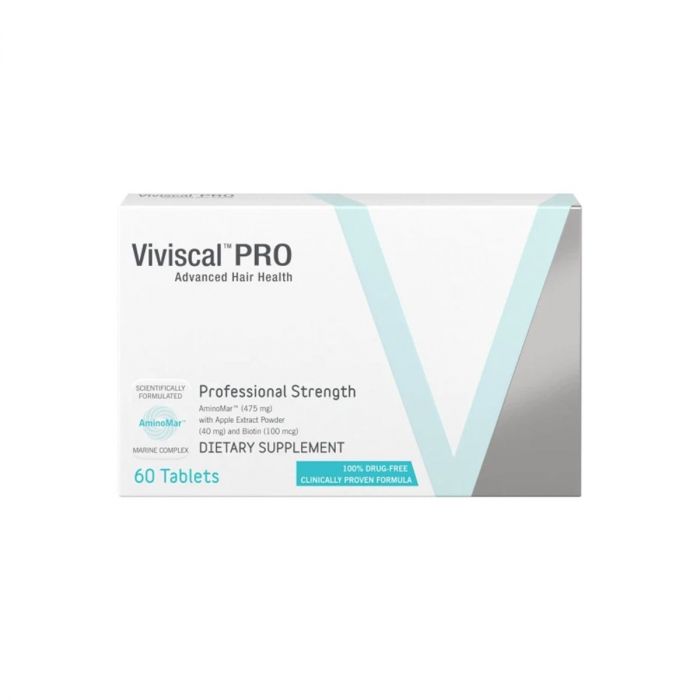 Viviscal PRO
Viviscal™ PRO
Advanced Hair Health
SCIENTIFICALLY
FORMULATED
AminoMar™
MARINE COMPLEX
60 Tablets
Professional Strength
AminoMar™ (475 mg)
with Apple Extract Powder
(40 mg) and Biotin (100 mcg)
DIETARY SUPPLEMENT
100% DRUG-FREE
CLINICALLY PROVEN FORMULA